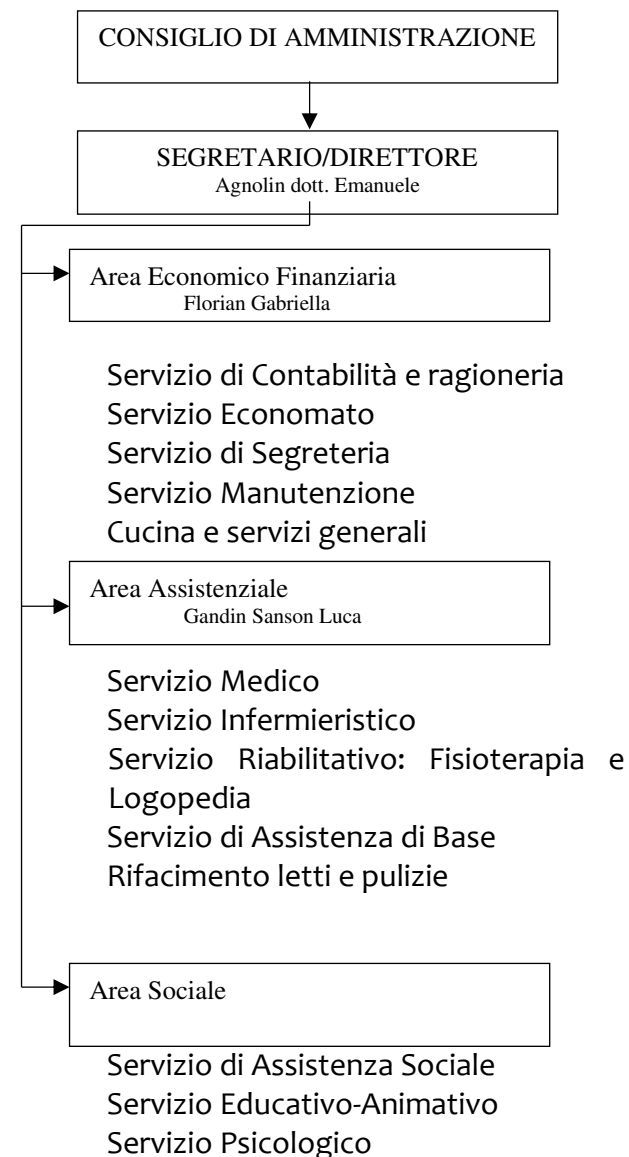 CONSIGLIO DI AMMINISTRAZIONE
SEGRETARIO/DIRETTORE
Agnolin dott. Emanuele
Area Economico Finanziaria
Florian Gabriella
Servizio di Contabilità e ragioneria
Servizio Economato
Servizio di Segreteria
Servizio Manutenzione
Cucina e servizi generali
Area Assistenziale
Gandin Sanson Luca
Servizio Medico
Servizio Infermieristico
Servizio Riabilitativo: Fisioterapia e
Logopedia
Servizio di Assistenza di Base
Rifacimento letti e pulizie
Area Sociale
Servizio di Assistenza Sociale
Servizio Educativo-Animativo
Servizio Psicologico